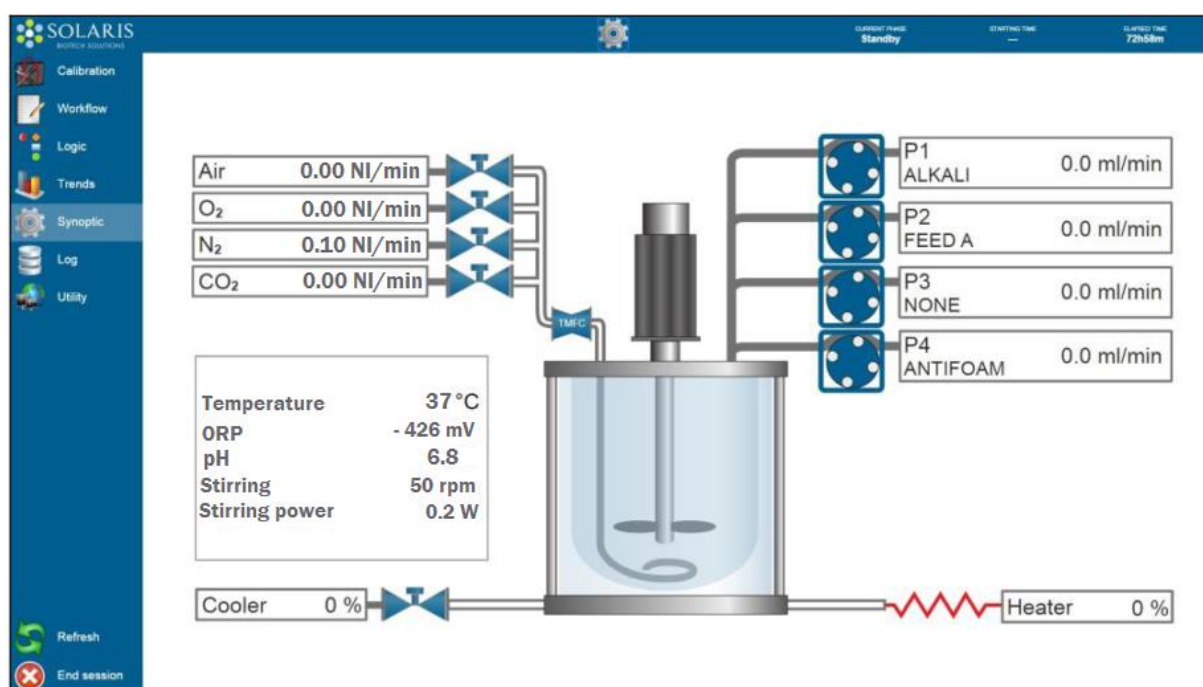 SOLARIS
BIOTECH SOLUTIONS
CURRENT PHASE
Standby
STARTING TIME
—
ELAPSED TIME
72h58m
Calibration
Workflow
Logic
Trends
Synoptic
Log
Utility
Refresh
End session
Air 0.00 Nl/min
O₂ 0.00 Nl/min
N₂ 0.10 Nl/min
CO₂ 0.00 Nl/min
TMFC
P1 0.0 ml/min
ALKALI
P2 0.0 ml/min
FEED A
P3 0.0 ml/min
NONE
P4 0.0 ml/min
ANTIFOAM
Temperature 37 °C
ORP - 426 mV
pH 6.8
Stirring 50 rpm
Stirring power 0.2 W
Cooler 0 %
Heater 0 %